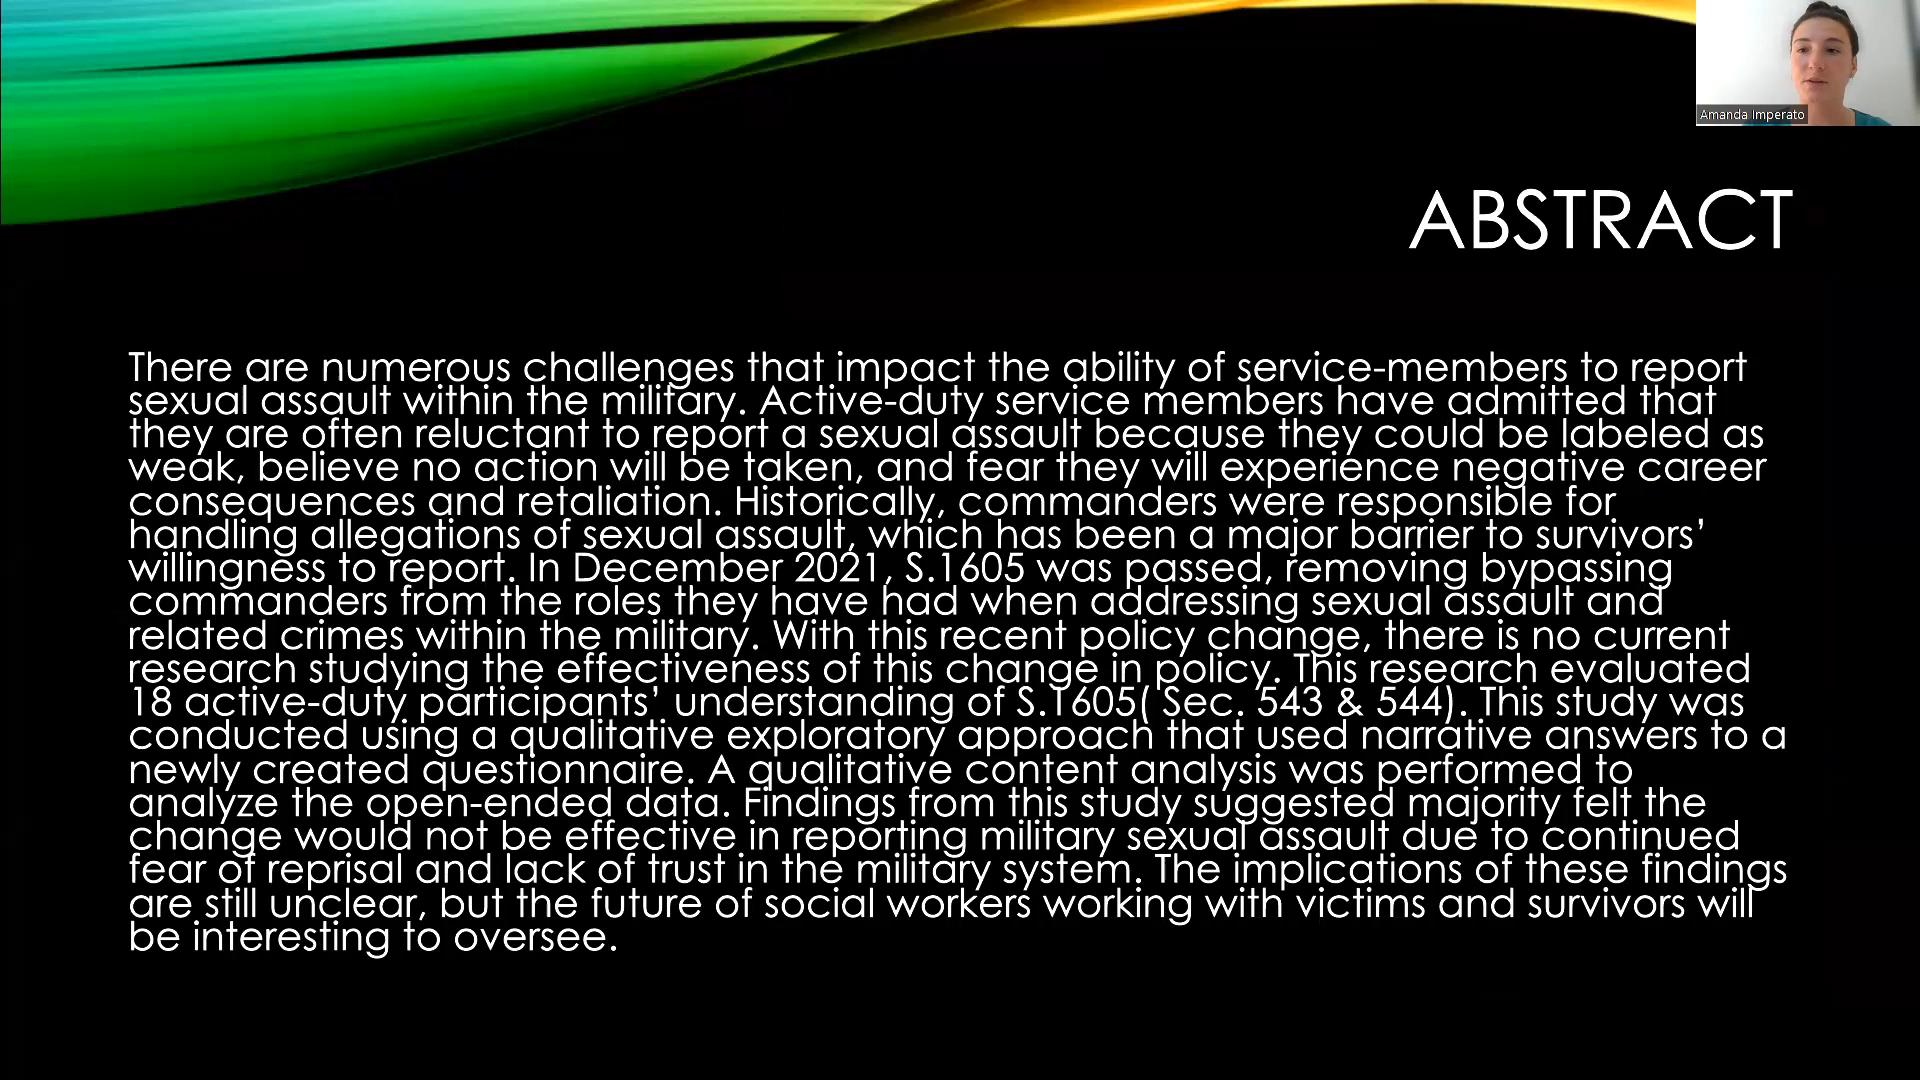 Amanda Imperato
ABSTRACT
There are numerous challenges that impact the ability of service-members to report
sexual assault within the military. Active-duty service members have admitted that
they are often reluctant to report a sexual assault because they could be labeled as
weak, believe no action will be taken, and fear they will experience negative career
consequences and retaliation. Historically, commanders were responsible for
handling allegations of sexual assault, which has been a major barrier to survivors’
willingness to report. In December 2021, S.1605 was passed, removing bypassing
commanders from the roles they have had when addressing sexual assault and
related crimes within the military. With this recent policy change, there is no current
research studying the effectiveness of this change in policy. This research evaluated
18 active-duty participants’ understanding of S.1605( Sec. 543 & 544). This study was
conducted using a qualitative exploratory approach that used narrative answers to a
newly created questionnaire. A qualitative content analysis was performed to
analyze the open-ended data. Findings from this study suggested majority felt the
change would not be effective in reporting military sexual assault due to continued
fear of reprisal and lack of trust in the military system. The implications of these findings
are still unclear, but the future of social workers working with victims and survivors will
be interesting to oversee.